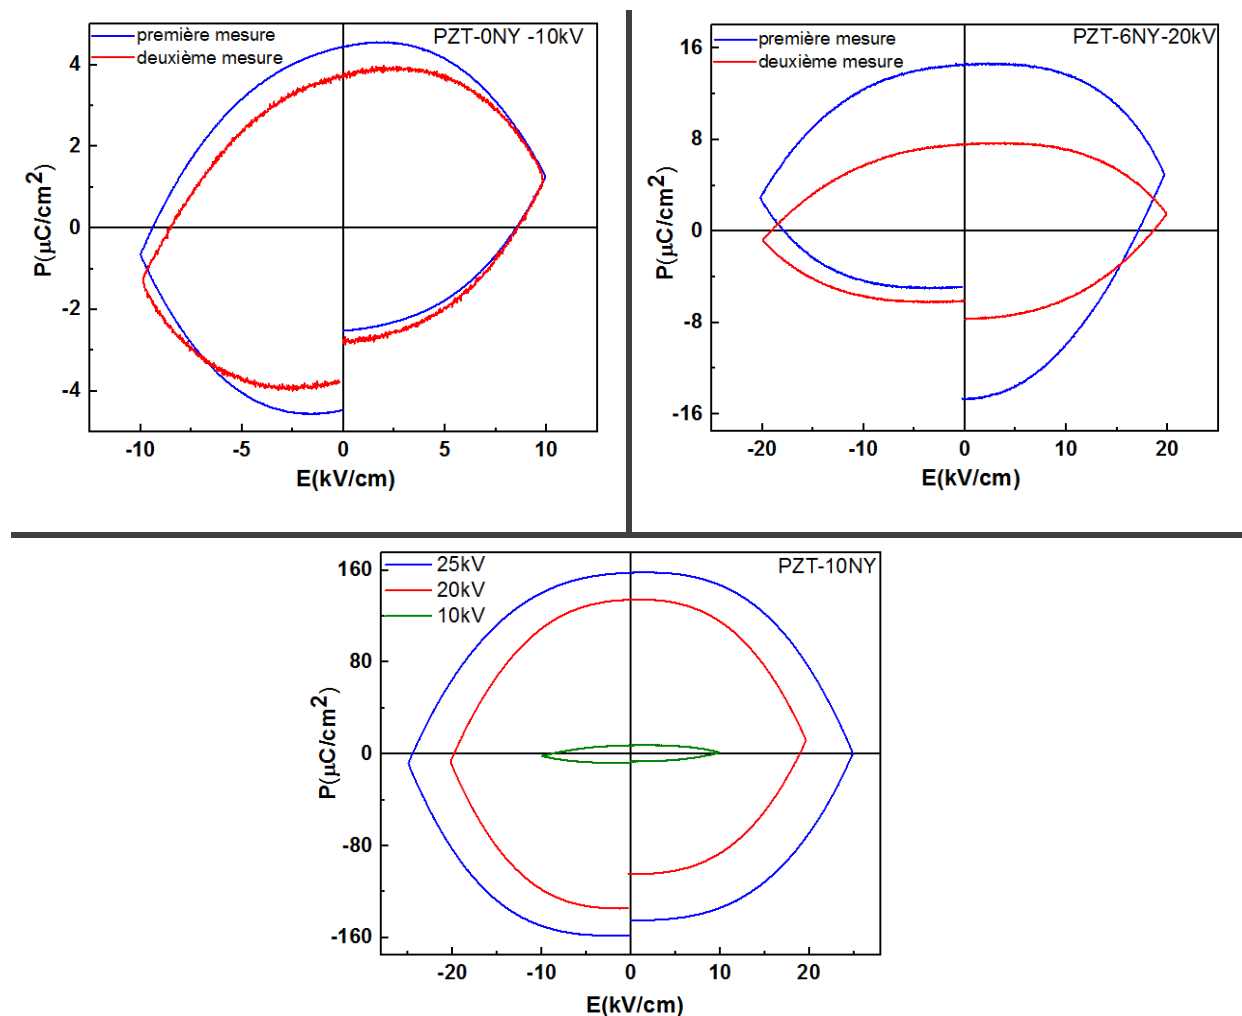 première mesure
deuxième mesure
PZT-0NY -10kV
4
2
0
-2
-4
P(μC/cm2)
-10
-5
0
5
10
E(kV/cm)
première mesure
deuxième mesure
PZT-6NY-20kV
16
8
0
-8
-16
P(μC/cm2)
-20
-10
0
10
20
E(kV/cm)
25kV
20kV
10kV
PZT-10NY
160
80
0
-80
-160
P(μC/cm2)
-20
-10
0
10
20
E(kV/cm)